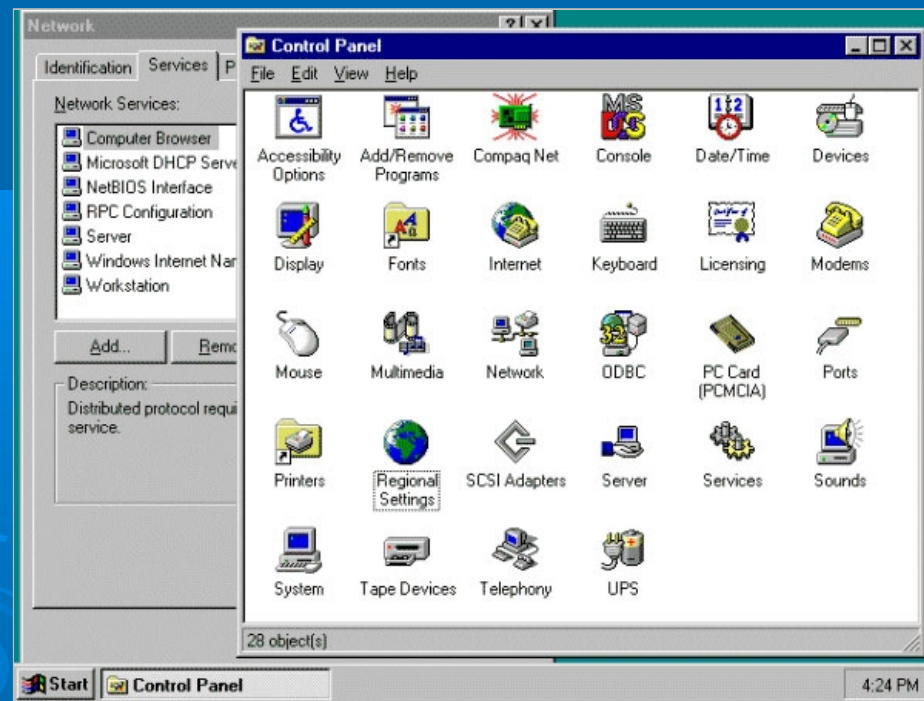 Network
Identification Services P
Network Services:
Computer Browser
Microsoft DHCP Serve
NetBIOS Interface
RPC Configuration
Server
Windows Internet Nar
Workstation
Add... Remo
Description:
Distributed protocol requi
service.
Control Panel
File Edit View Help
Accessibility Options
Add/Remove Programs
Compaq Net
MS DOS
Console
Date/Time
Devices
Display
Fonts
Internet
Keyboard
Licensing
Modems
Mouse
Multimedia
Network
32
ODBC
PC Card (PCMCIA)
Ports
Printers
Regional Settings
SCSI Adapters
Server
Services
Sounds
System
Tape Devices
Telephony
UPS
28 object(s)
Start Control Panel 4:24 PM